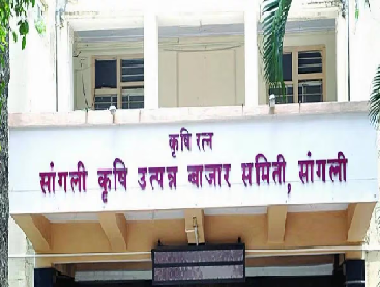 कृषि रत्न
सांगली कृषि उत्पन्न बाजार समिती, सांगली